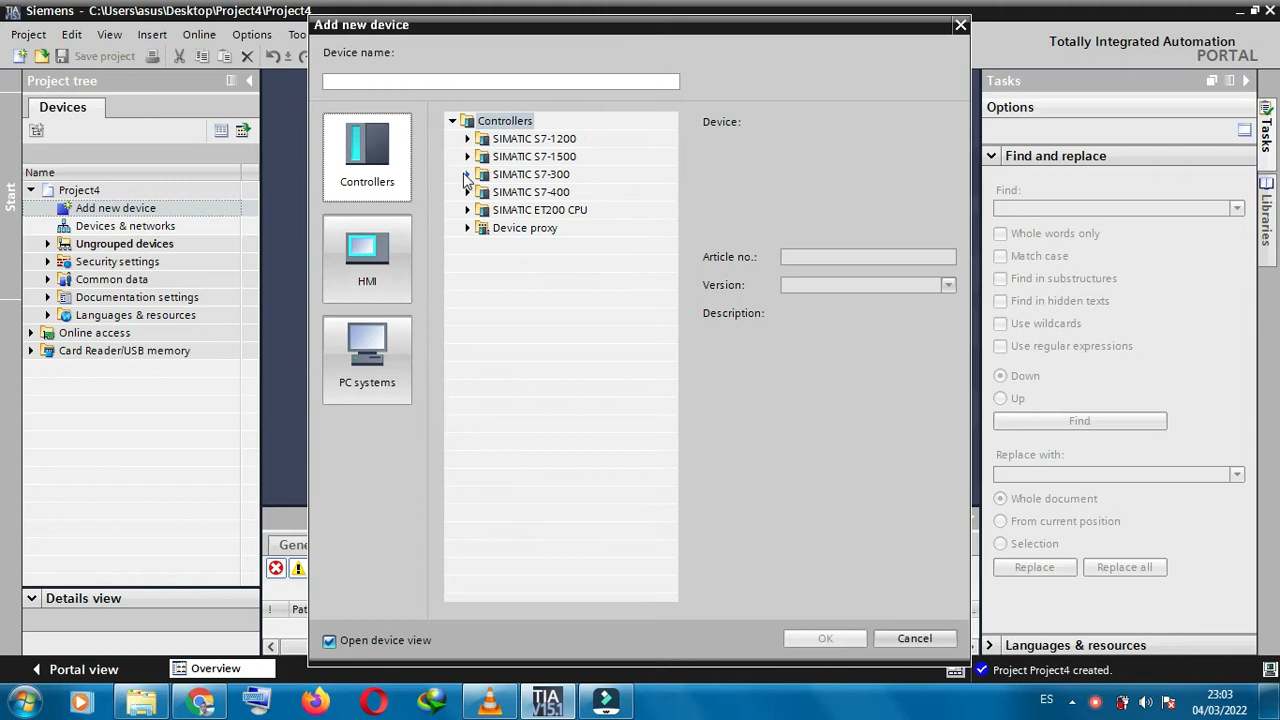 Siemens - C:\Users\asus\Desktop\Project4\Project4
Project Edit View Insert Online Options
Save project
Totally Integrated Automation
PORTAL
Add new device
Device name:
Project tree
Devices
Name
Project4
Add new device
Devices & networks
Ungrouped devices
Security settings
Common data
Documentation settings
Languages & resources
Online access
Card Reader/USB memory
Start
Controllers
HMI
PC systems
Controllers
SIMATIC S7-1200
SIMATIC S7-1500
SIMATIC S7-300
SIMATIC S7-400
SIMATIC ET200 CPU
Device proxy
Device:
Article no.:
Version:
Description:
Open device view
OK
Cancel
Tasks
Options
Find and replace
Find:
Whole words only
Match case
Find in substructures
Find in hidden texts
Use wildcards
Use regular expressions
Down
Up
Find
Replace with:
Whole document
From current position
Selection
Replace
Replace all
Languages & resources
Tasks
Libraries
Details view
Portal view
Overview
Project Project4 created.
TIA
V15.1
ES
23:03
04/03/2022